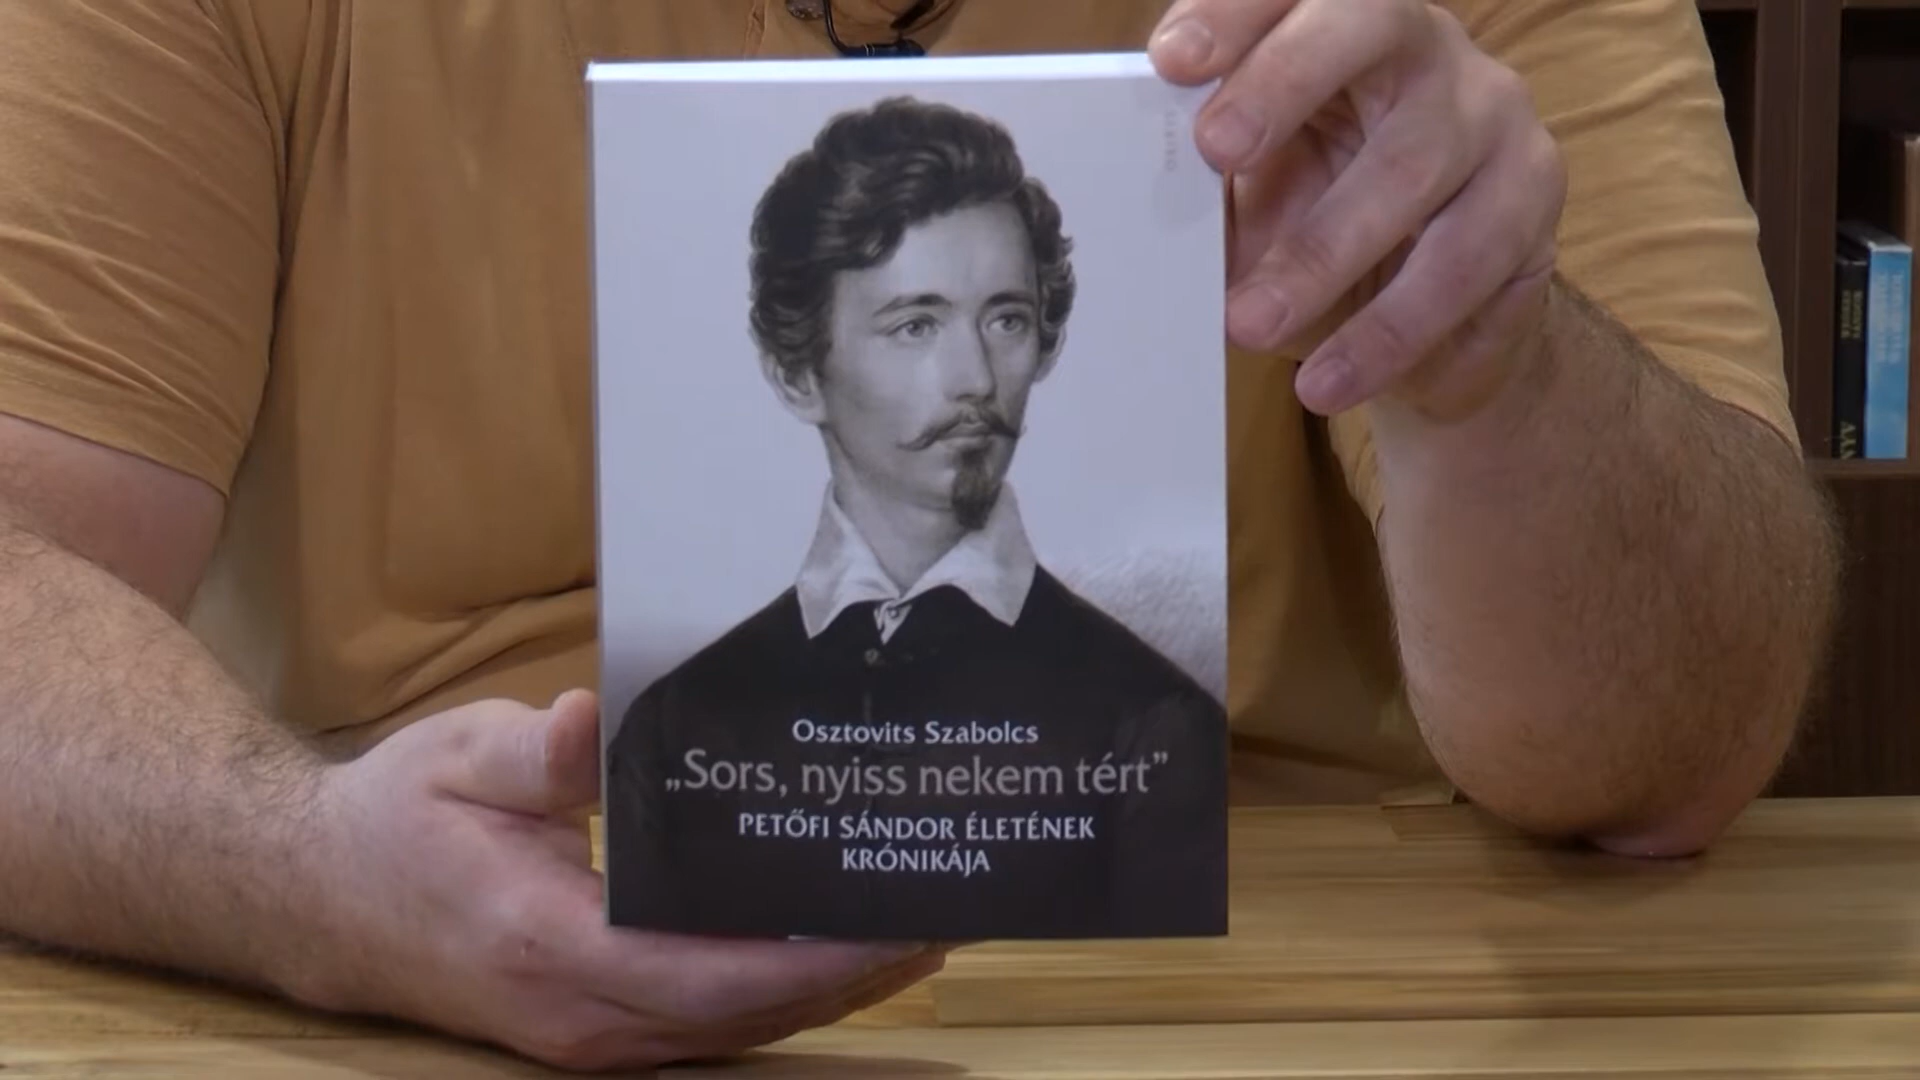 Osztovits Szabolcs
„Sors, nyiss nekem tért”
PETŐFI SÁNDOR ÉLETÉNEK
KRÓNIKÁJA